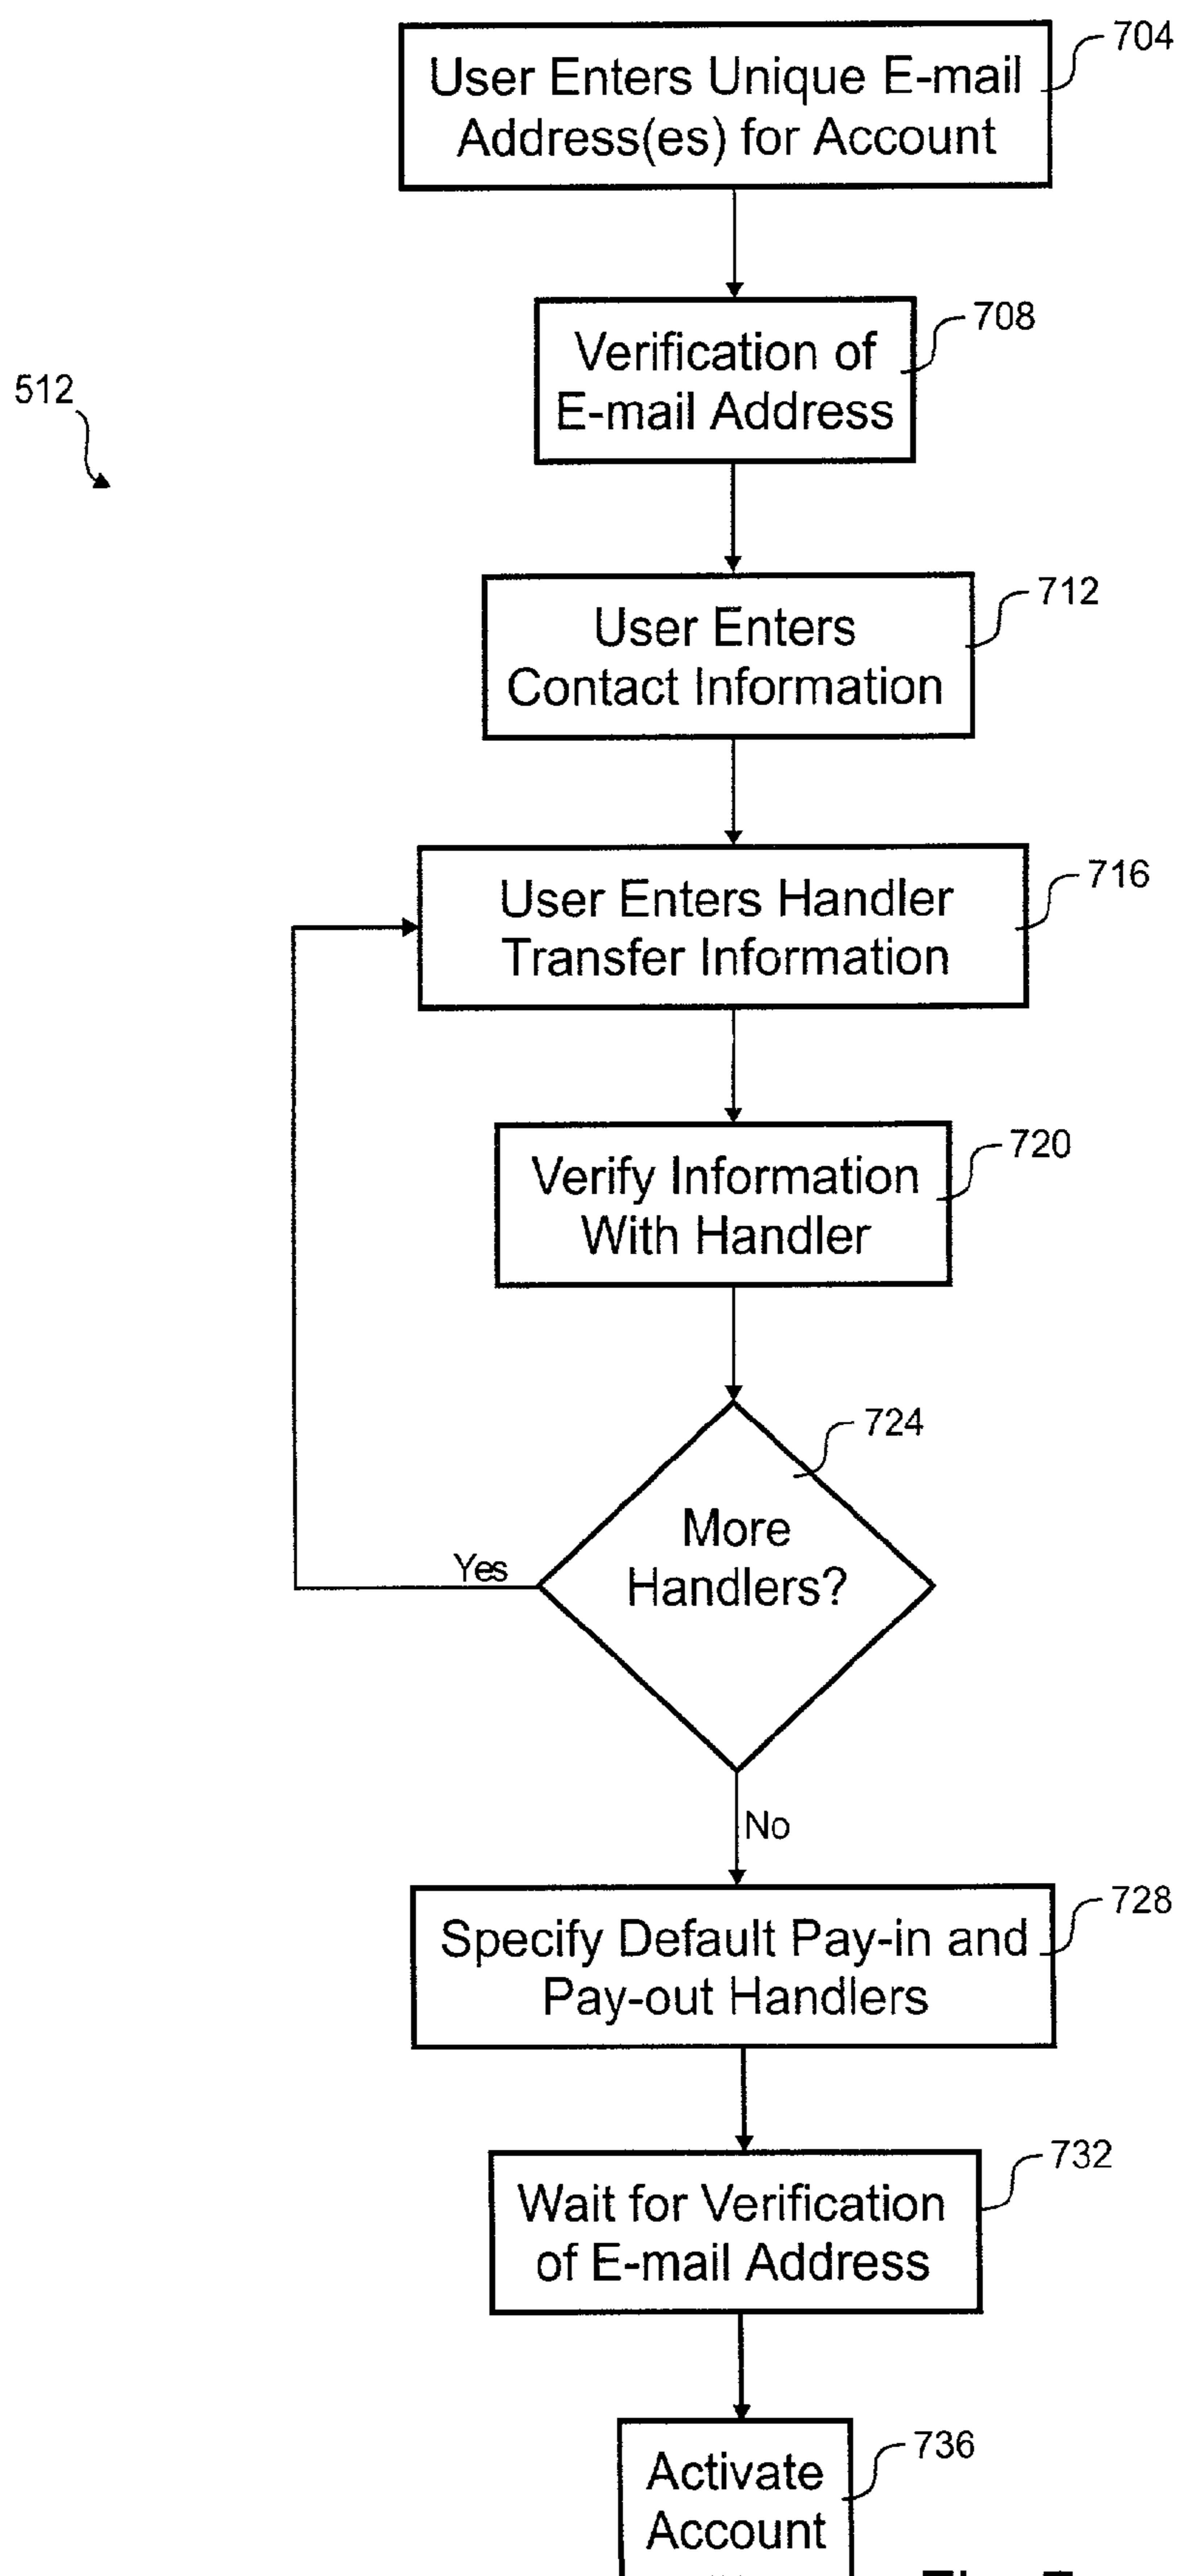 704
User Enters Unique E-mail
Address(es) for Account
708
Verification of
E-mail Address
512
712
User Enters
Contact Information
716
User Enters Handler
Transfer Information
720
Verify Information
With Handler
724
More
Handlers?
Yes
No
728
Specify Default Pay-in and
Pay-out Handlers
732
Wait for Verification
of E-mail Address
736
Activate
Account